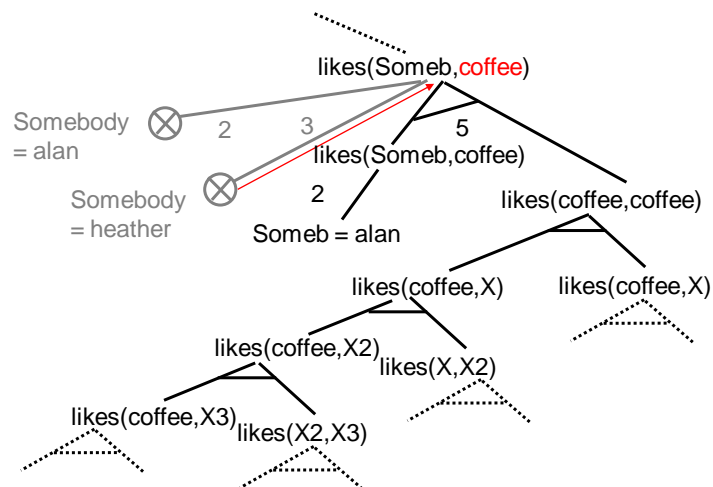 likes(Someb,coffee)
Somebody
= alan
2
3
5
likes(Someb,coffee)
Somebody
= heather
2
likes(coffee,coffee)
Someb = alan
likes(coffee,X)
likes(coffee,X)
likes(coffee,X2)
likes(X,X2)
likes(coffee,X3)
likes(X2,X3)